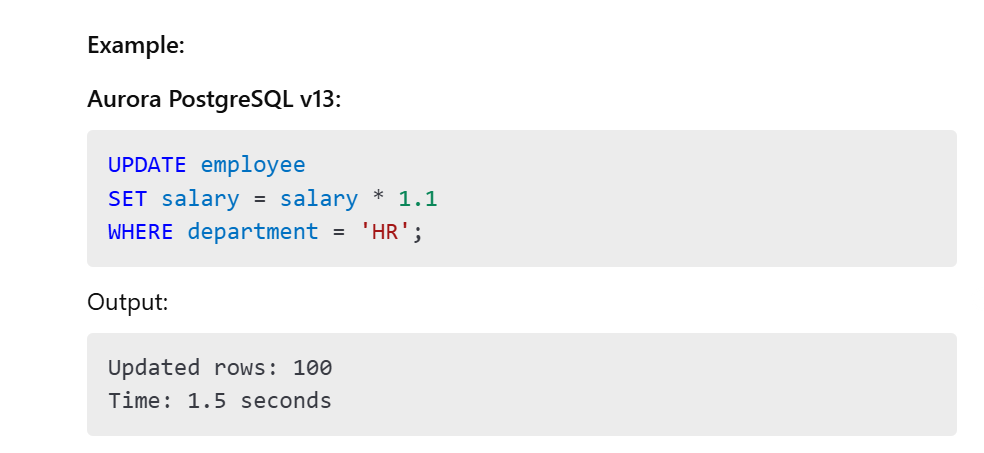 Example:
Aurora PostgreSQL v13:
UPDATE employee
SET salary = salary * 1.1
WHERE department = 'HR';
Output:
Updated rows: 100
Time: 1.5 seconds